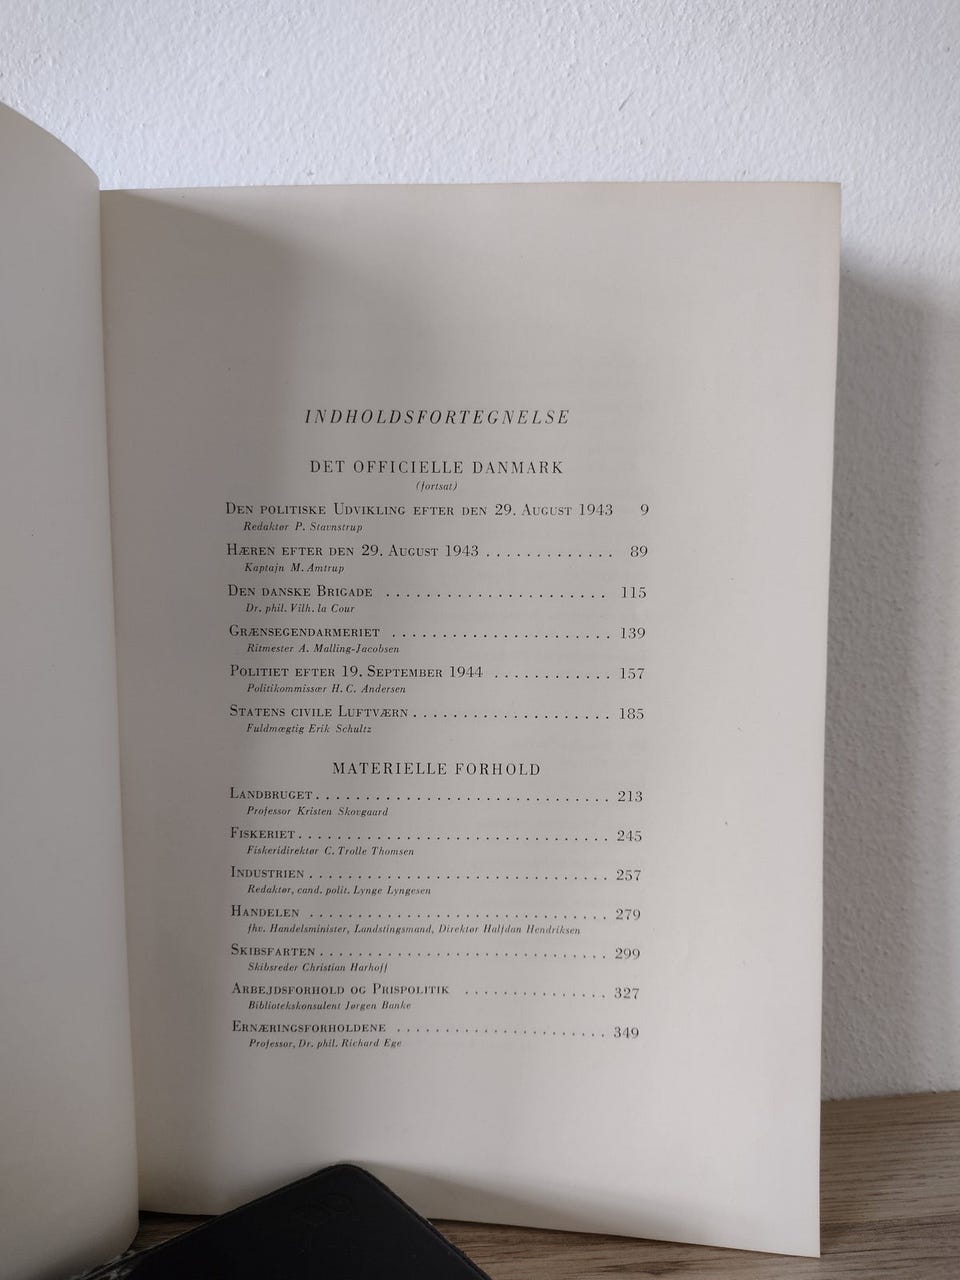 INDHOLDSFORTEGNELSE
DET OFFICIELLE DANMARK
(fortsat)
DEN POLITISKE UDVIKLING EFTER DEN 29. AUGUST 1943 9
Redaktør P. Stavnstrup
HÆREN EFTER DEN 29. AUGUST 1943 ............. 89
Kaptajn M. Amtrup
DEN DANSKE BRIGADE ...................... 115
Dr. phil. Vilh. la Cour
GRÆNSEGENDARMERIET ...................... 139
Ritmester A. Malling-Jacobsen
POLITIET EFTER 19. SEPTEMBER 1944 ............ 157
Politikommissær H. C. Andersen
STATENS CIVILE LUFTVÆRN .................... 185
Fuldmægtig Erik Schultz
MATERIELLE FORHOLD
LANDBRUGET .............................. 213
Professor Kristen Skovgaard
FISKERIET ............................... 245
Fiskeridirektør C. Trolle Thomsen
INDUSTRIEN .............................. 257
Redaktør, cand. polit. Lynge Lyngesen
HANDELEN .............................. 279
fhv. Handelsminister, Landstingsmand, Direktør Halfdan Hendriksen
SKIBSFARTEN ............................. 299
Skibsreder Christian Harhoff
ARBEJDSFORHOLD OG PRISPOLITIK ............... 327
Bibliotekskonsulent Jørgen Banke
ERNÆRINGSFORHOLDENE ..................... 349
Professor, Dr. phil. Richard Ege